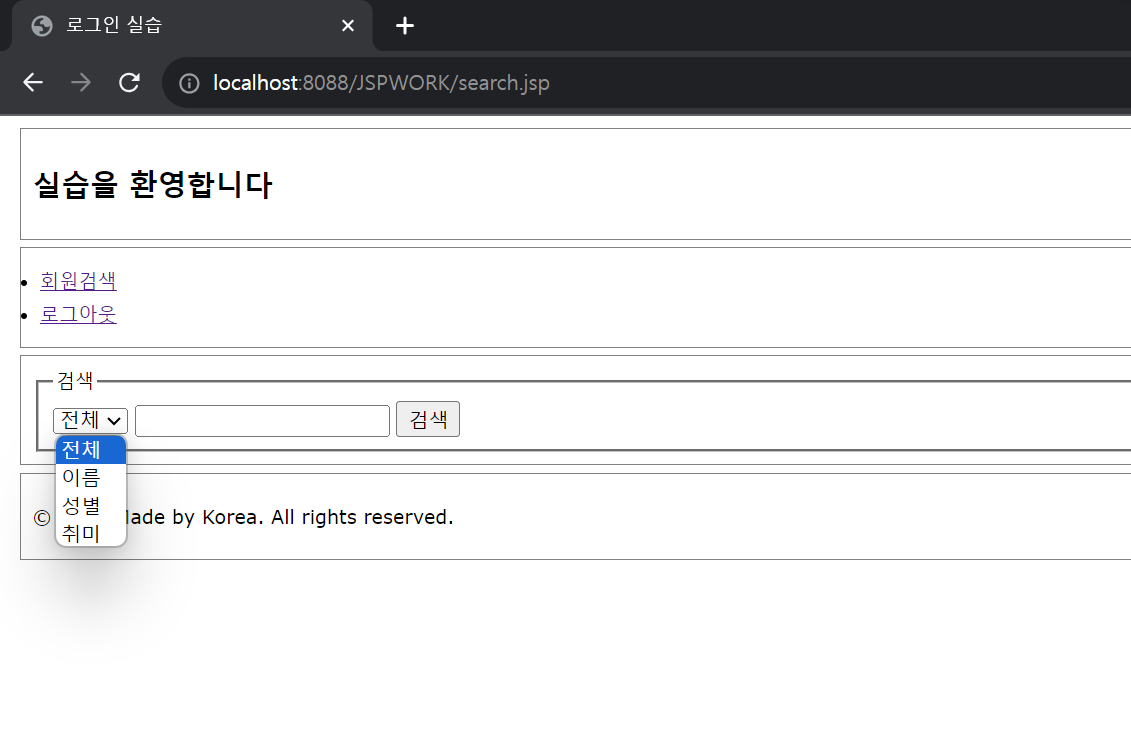 로그인 실습
localhost:8088/JSPWORK/search.jsp
실습을 환영합니다
회원검색
로그아웃
검색
전체 검색
전체
이름
성별
취미
© by Korea. All rights reserved.